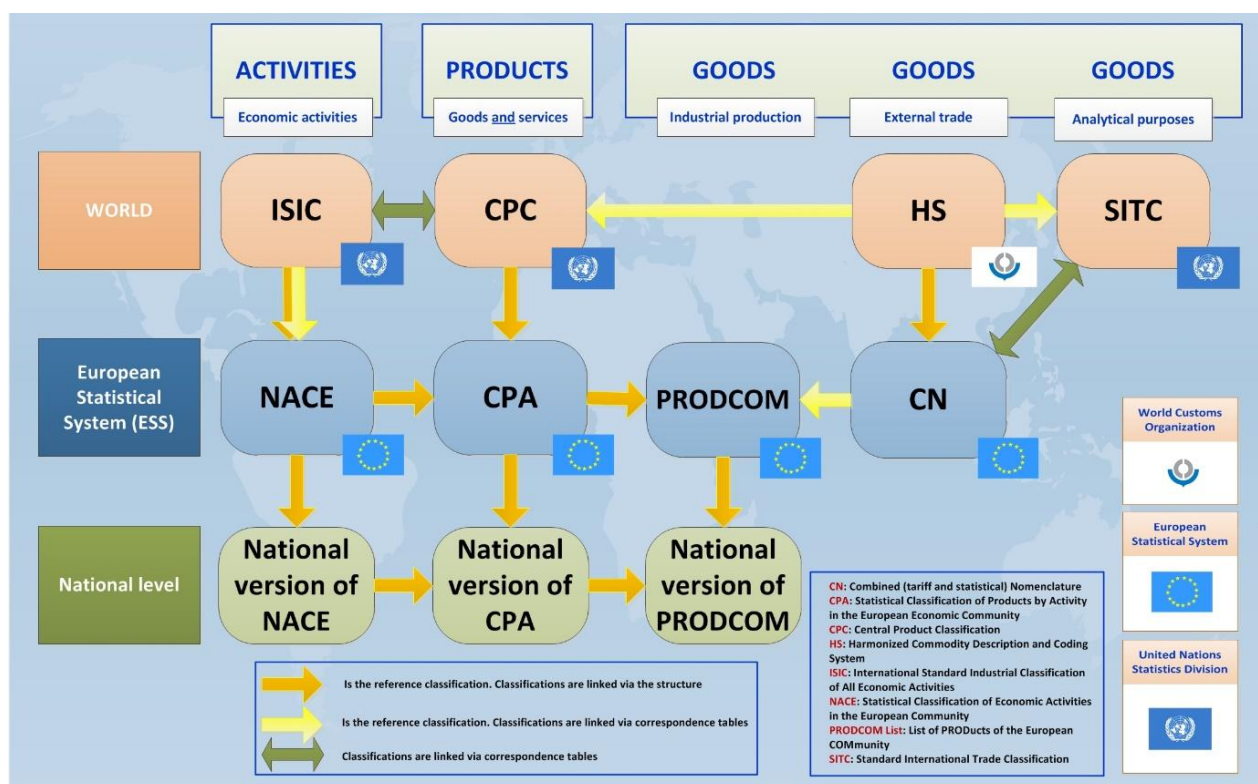 ACTIVITIES
Economic activities
PRODUCTS
Goods and services
GOODS
Industrial production
GOODS
External trade
GOODS
Analytical purposes
WORLD
ISIC
CPC
HS
SITC
European
Statistical
System (ESS)
NACE
CPA
PRODCOM
CN
National level
National
version of
NACE
National
version of
CPA
National
version of
PRODCOM
Is the reference classification. Classifications are linked via the structure
Is the reference classification. Classifications are linked via correspondence tables
Classifications are linked via correspondence tables
CN: Combined (tariff and statistical) Nomenclature
CPA: Statistical Classification of Products by Activity
in the European Economic Community
CPC: Central Product Classification
HS: Harmonized Commodity Description and Coding
System
ISIC: International Standard Industrial Classification
of All Economic Activities
NACE: Statistical Classification of Economic Activities
in the European Community
PRODCOM List: List of PRODucts of the European
COMmunity
SITC: Standard International Trade Classification
World Customs
Organization
European
Statistical System
United Nations
Statistics Division